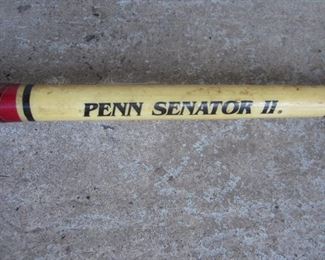 PENN SENATOR II.